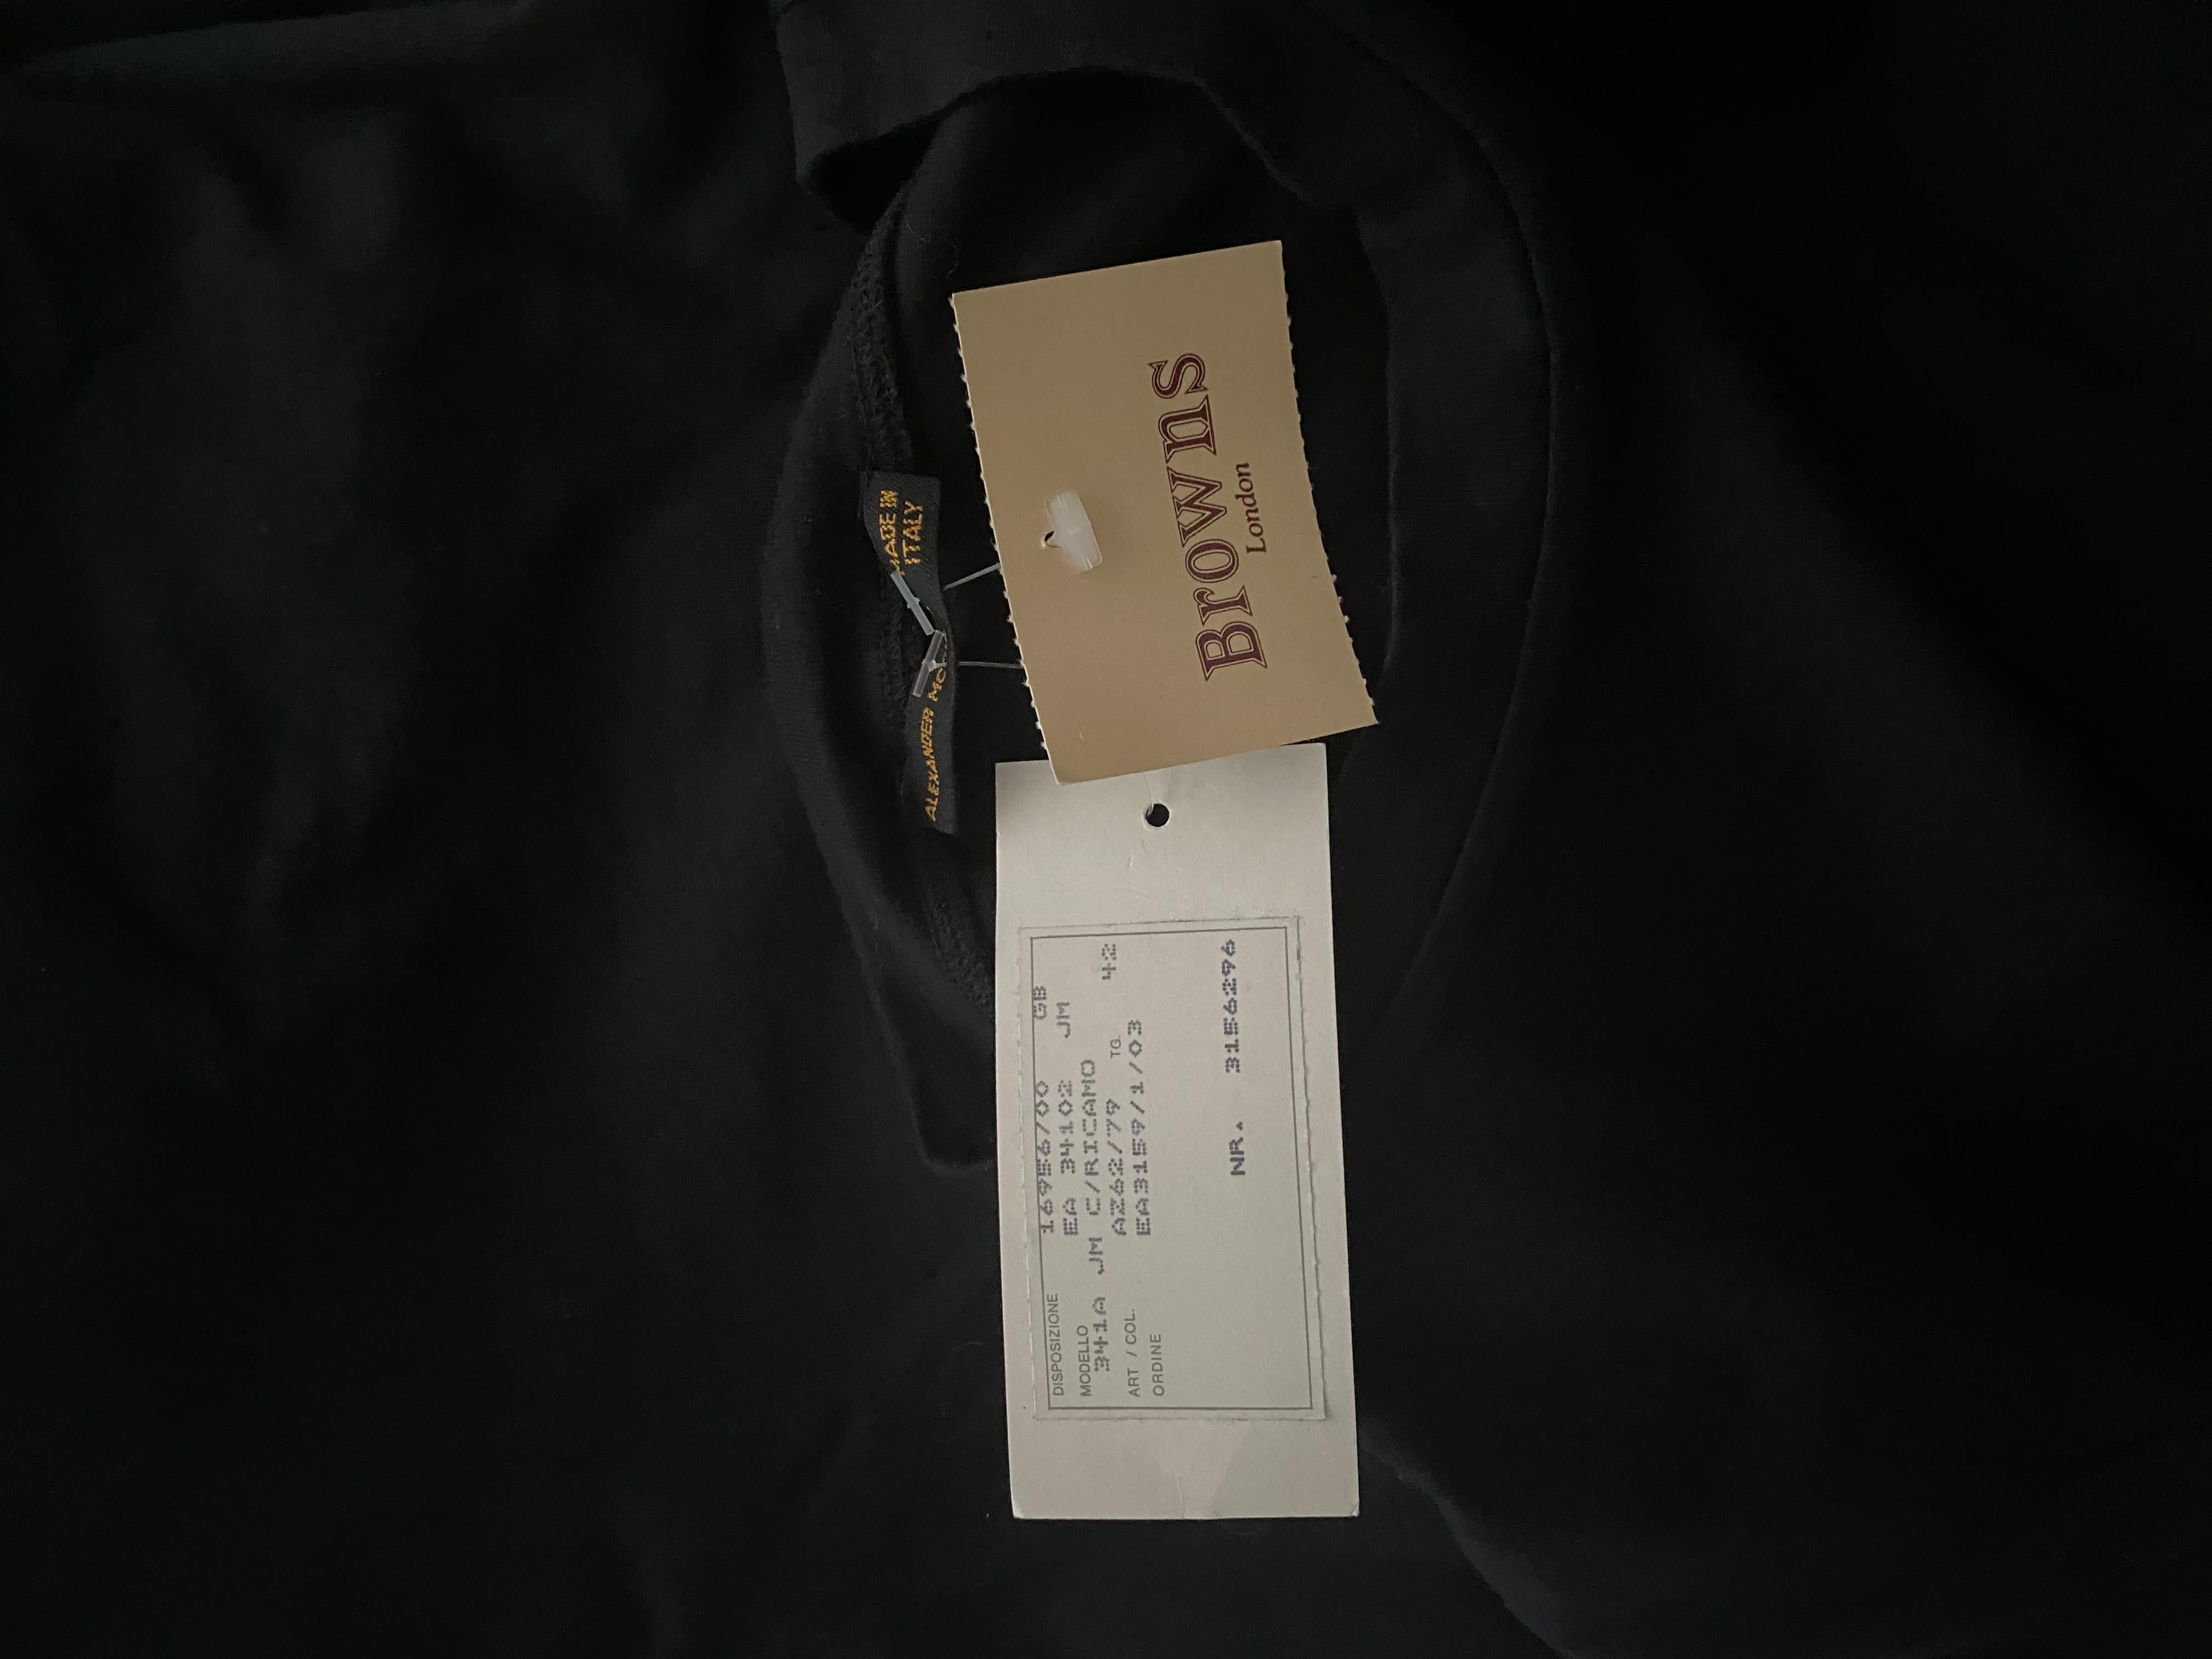 Browns
London
MADE IN
ITALY
ALEXANDER MC
DISPOSIZIONE 16956/00 GB
MODELLO EA 34102 JM
341A JM C/RICAMO
ART / COL. AZ62/79 TG. 42
ORDINE EA3159/1/03
NR. 3156296